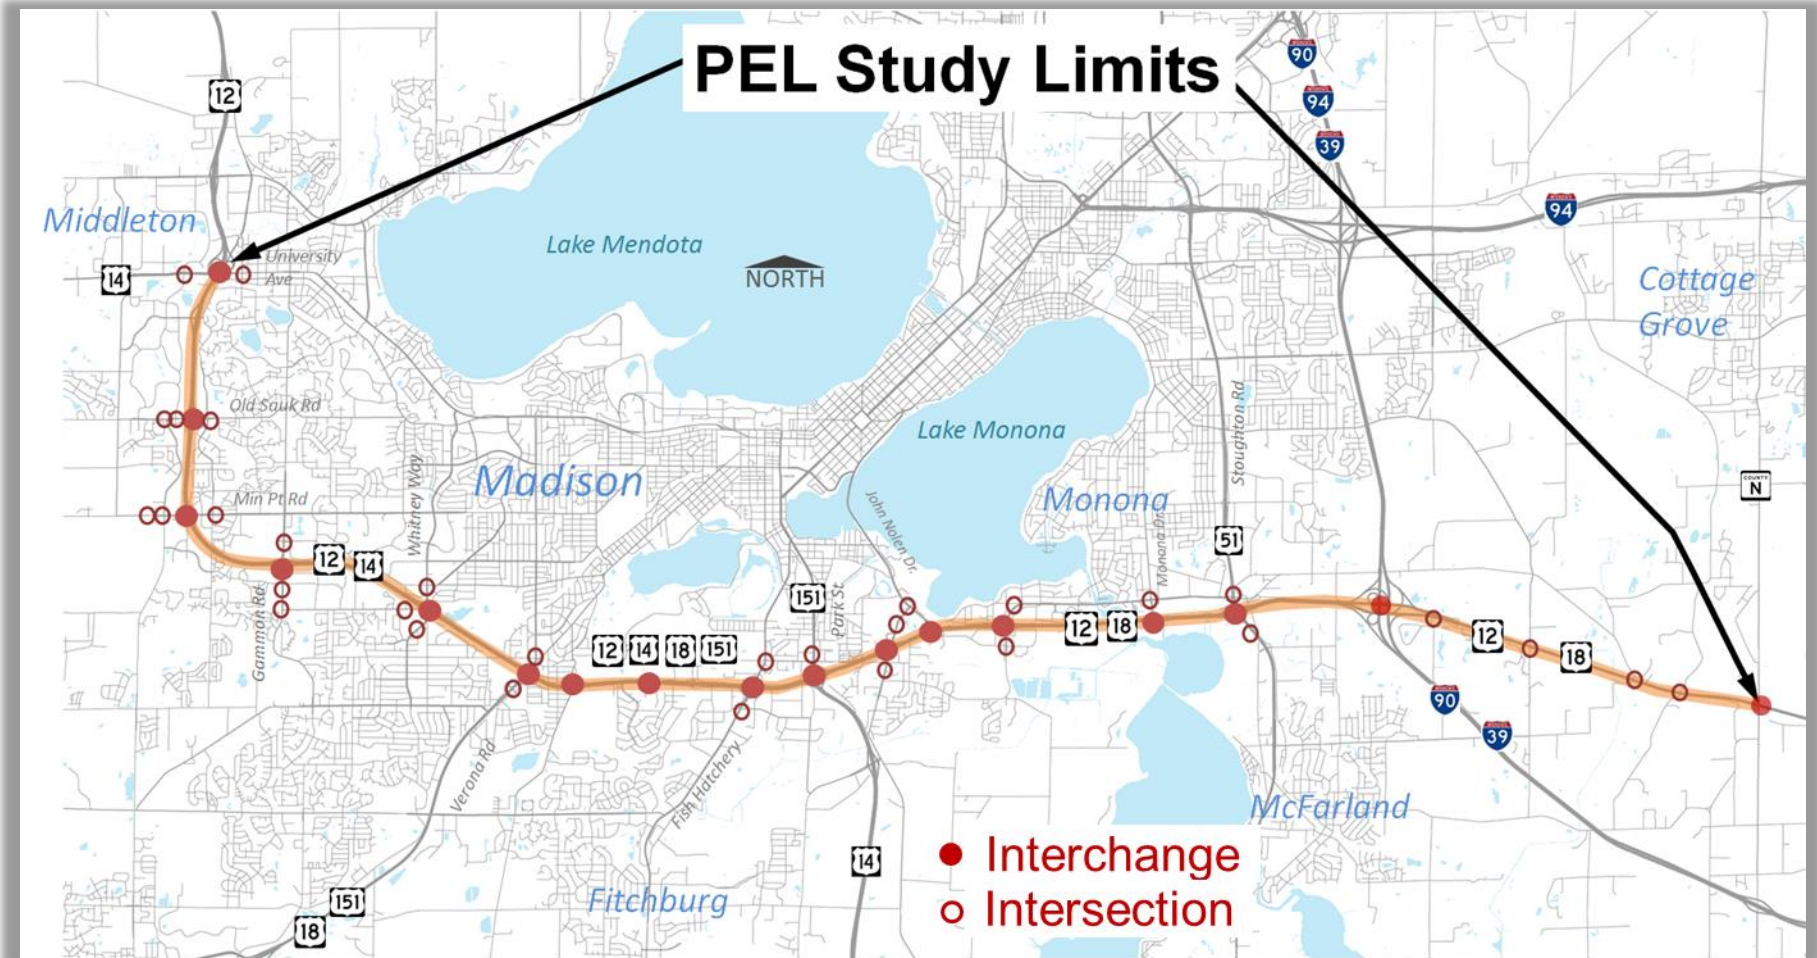 PEL Study Limits
90
12
94
39
94
Middleton
Lake Mendota
University
Ave
14
NORTH
Cottage
Grove
Old Sauk Rd
Stoughton Rd
Lake Monona
Whitney Way
Madison
Min Pt Rd
John Nolen Dr.
Monona
COUNTY
N
Monona Dr.
51
12
14
Gammon Rd
151
Park St
12
18
12
14
18
151
12
18
90
39
Verona Rd
Fish Hatchery
McFarland
Interchange
14
Fitchburg
Intersection
151
18